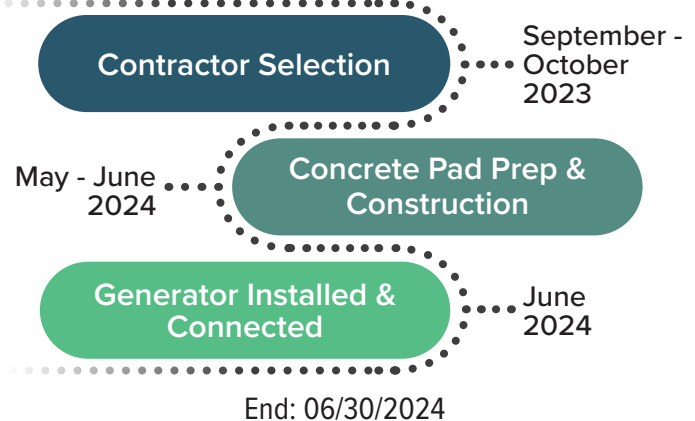 Contractor Selection
September -
October
2023
May - June
2024
Concrete Pad Prep &
Construction
Generator Installed &
Connected
June
2024
End: 06/30/2024